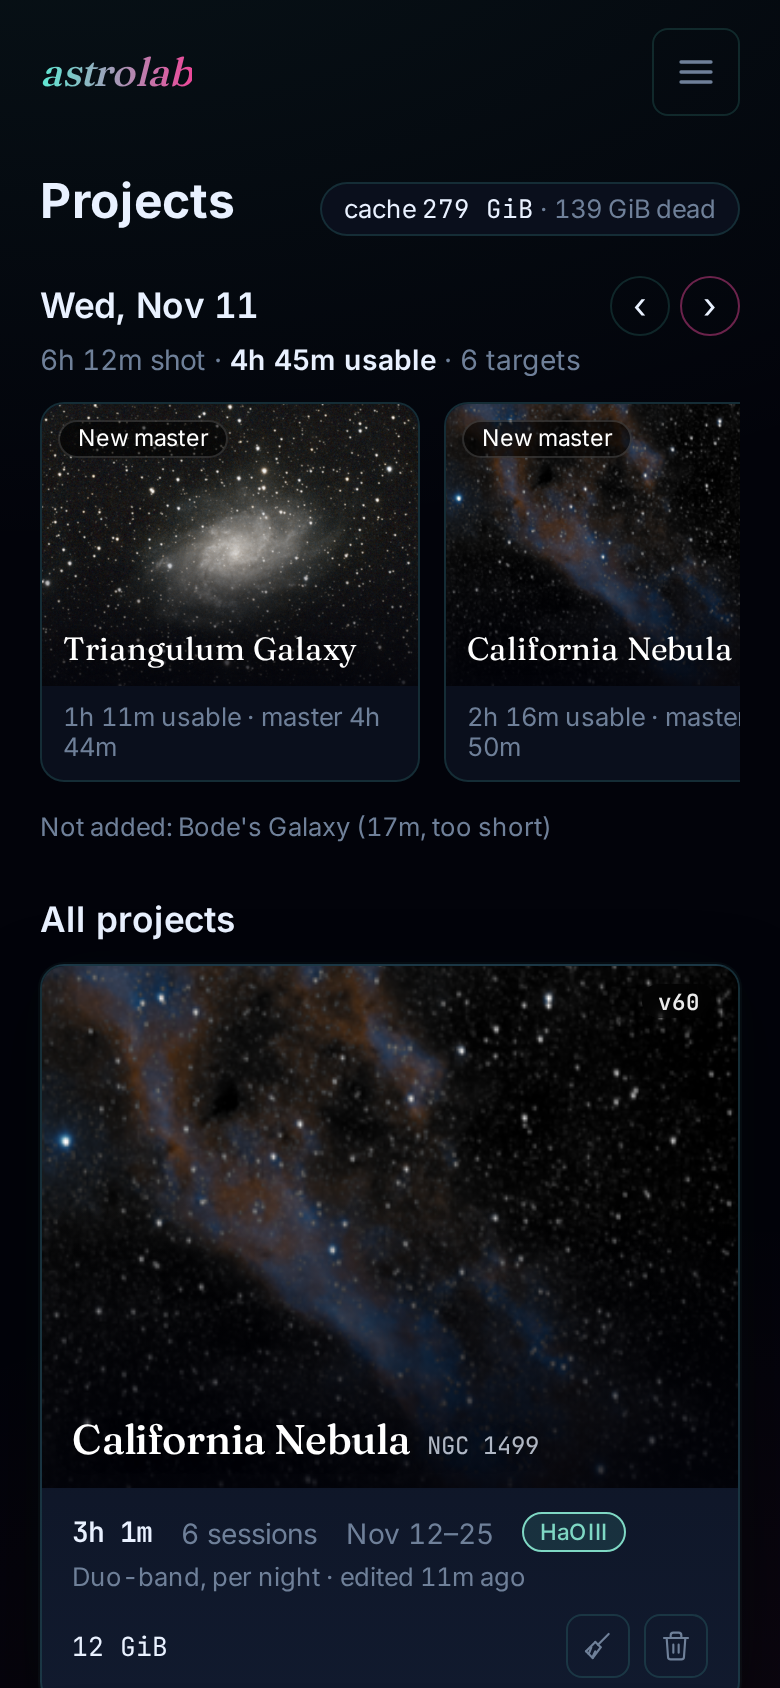 astrolab
Projects
cache 279 GiB · 139 GiB dead
Wed, Nov 11
6h 12m shot · 4h 45m usable · 6 targets
New master
Triangulum Galaxy
1h 11m usable · master 4h
44m
New master
California Nebula
2h 16m usable · master
50m
Not added: Bode's Galaxy (17m, too short)
All projects
v60
California Nebula NGC 1499
3h 1m 6 sessions Nov 12–25 HaOIII
Duo-band, per night · edited 11m ago
12 GiB